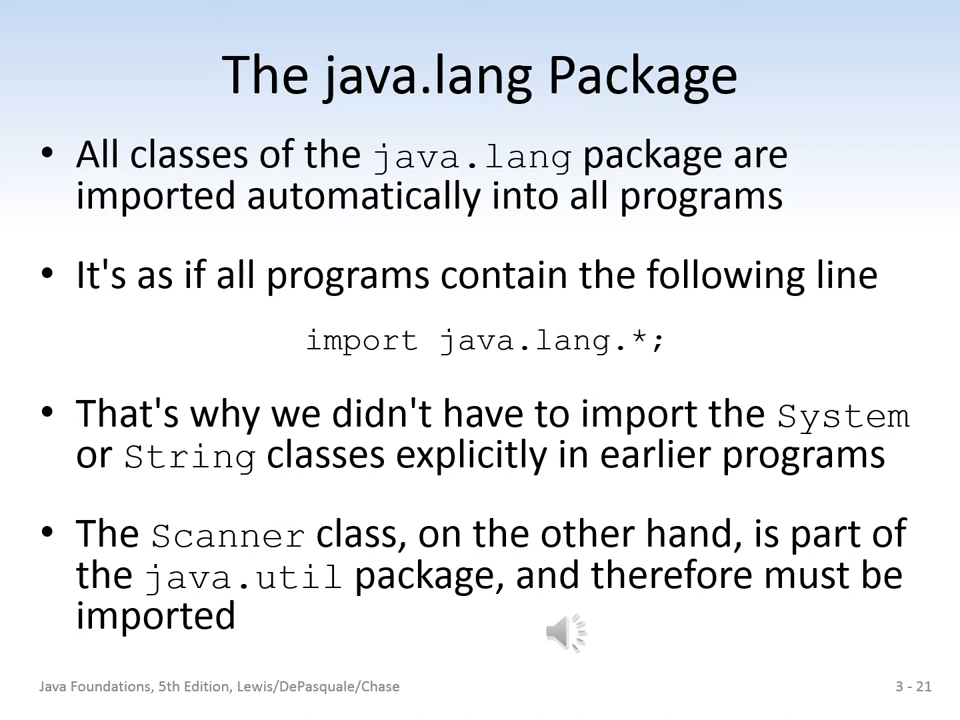 The java.lang Package
• All classes of the java.lang package are
imported automatically into all programs
• It's as if all programs contain the following line
import java.lang.*;
• That's why we didn't have to import the System
or String classes explicitly in earlier programs
• The Scanner class, on the other hand, is part of
the java.util package, and therefore must be
imported
Java Foundations, 5th Edition, Lewis/DePasquale/Chase
3 - 21